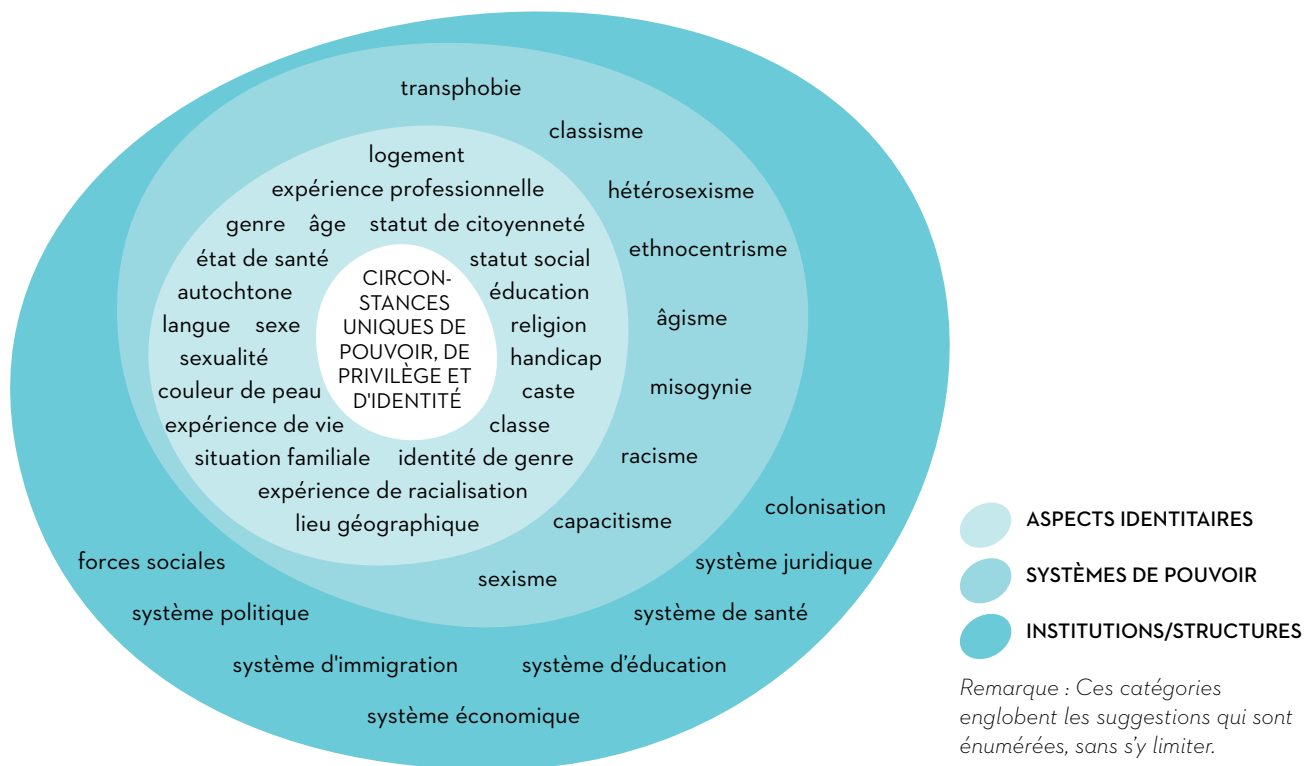 transphobie
classisme
logement
expérience professionnelle
hétérosexisme
genre âge statut de citoyenneté
ethnocentrisme
état de santé
statut social
CIRCON-
STANCES
UNIQUES DE
POUVOIR, DE
PRIVILÈGE ET
D'IDENTITÉ
autochtone
éducation
langue sexe
religion
âgisme
sexualité
handicap
couleur de peau
caste
misogynie
expérience de vie
classe
situation familiale
identité de genre
racisme
expérience de racialisation
lieu géographique
capacitisme
colonisation
forces sociales
sexisme
système juridique
système politique
système de santé
système d'immigration
système d’éducation
système économique
ASPECTS IDENTITAIRES
SYSTÈMES DE POUVOIR
INSTITUTIONS/STRUCTURES
Remarque : Ces catégories
englobent les suggestions qui sont
énumérées, sans s’y limiter.